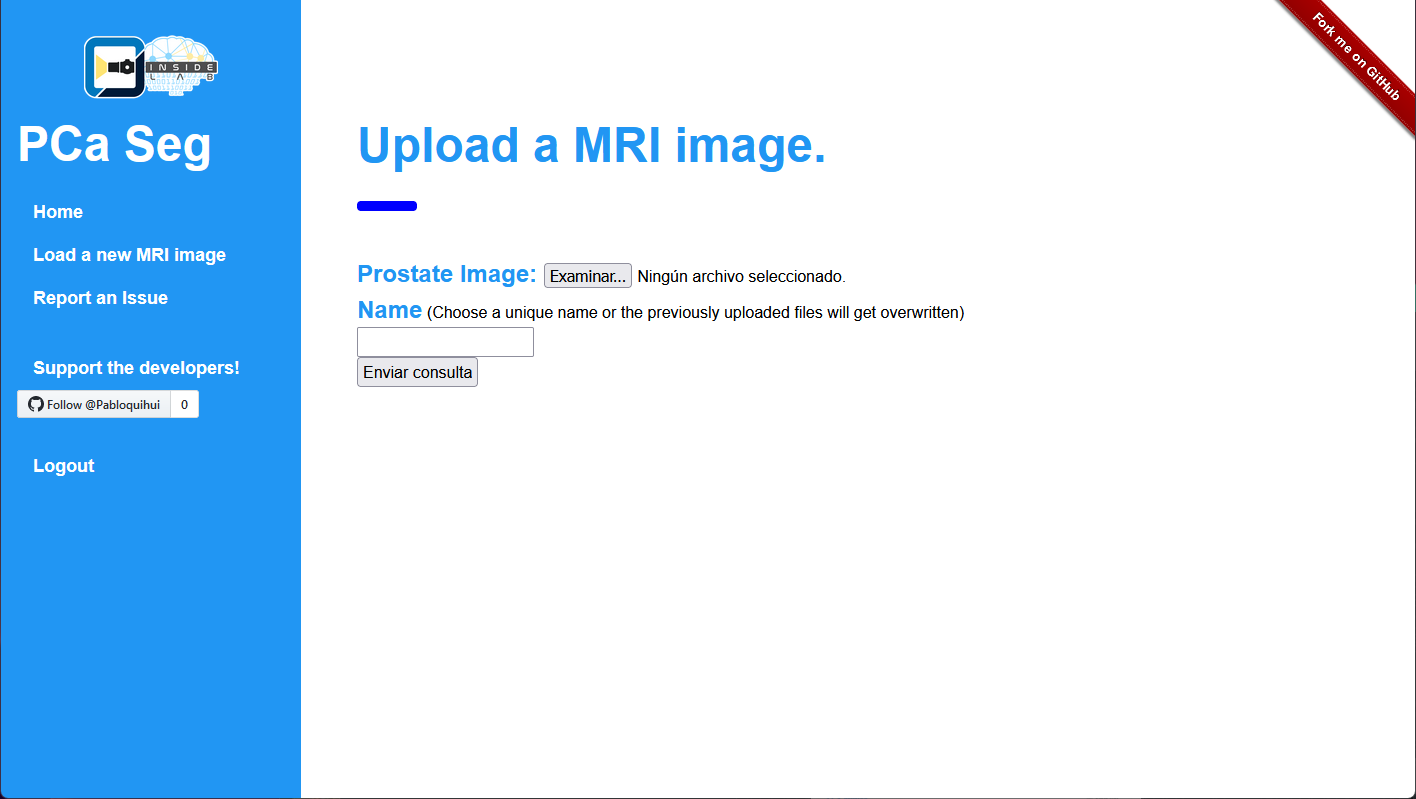 INSIDE
LAB
PCa Seg
Home
Load a new MRI image
Report an Issue
Support the developers!
Follow @Pabloquihui 0
Logout
Fork me on GitHub
Upload a MRI image.
Prostate Image: Examinar... Ningún archivo seleccionado.
Name (Choose a unique name or the previously uploaded files will get overwritten)
Enviar consulta